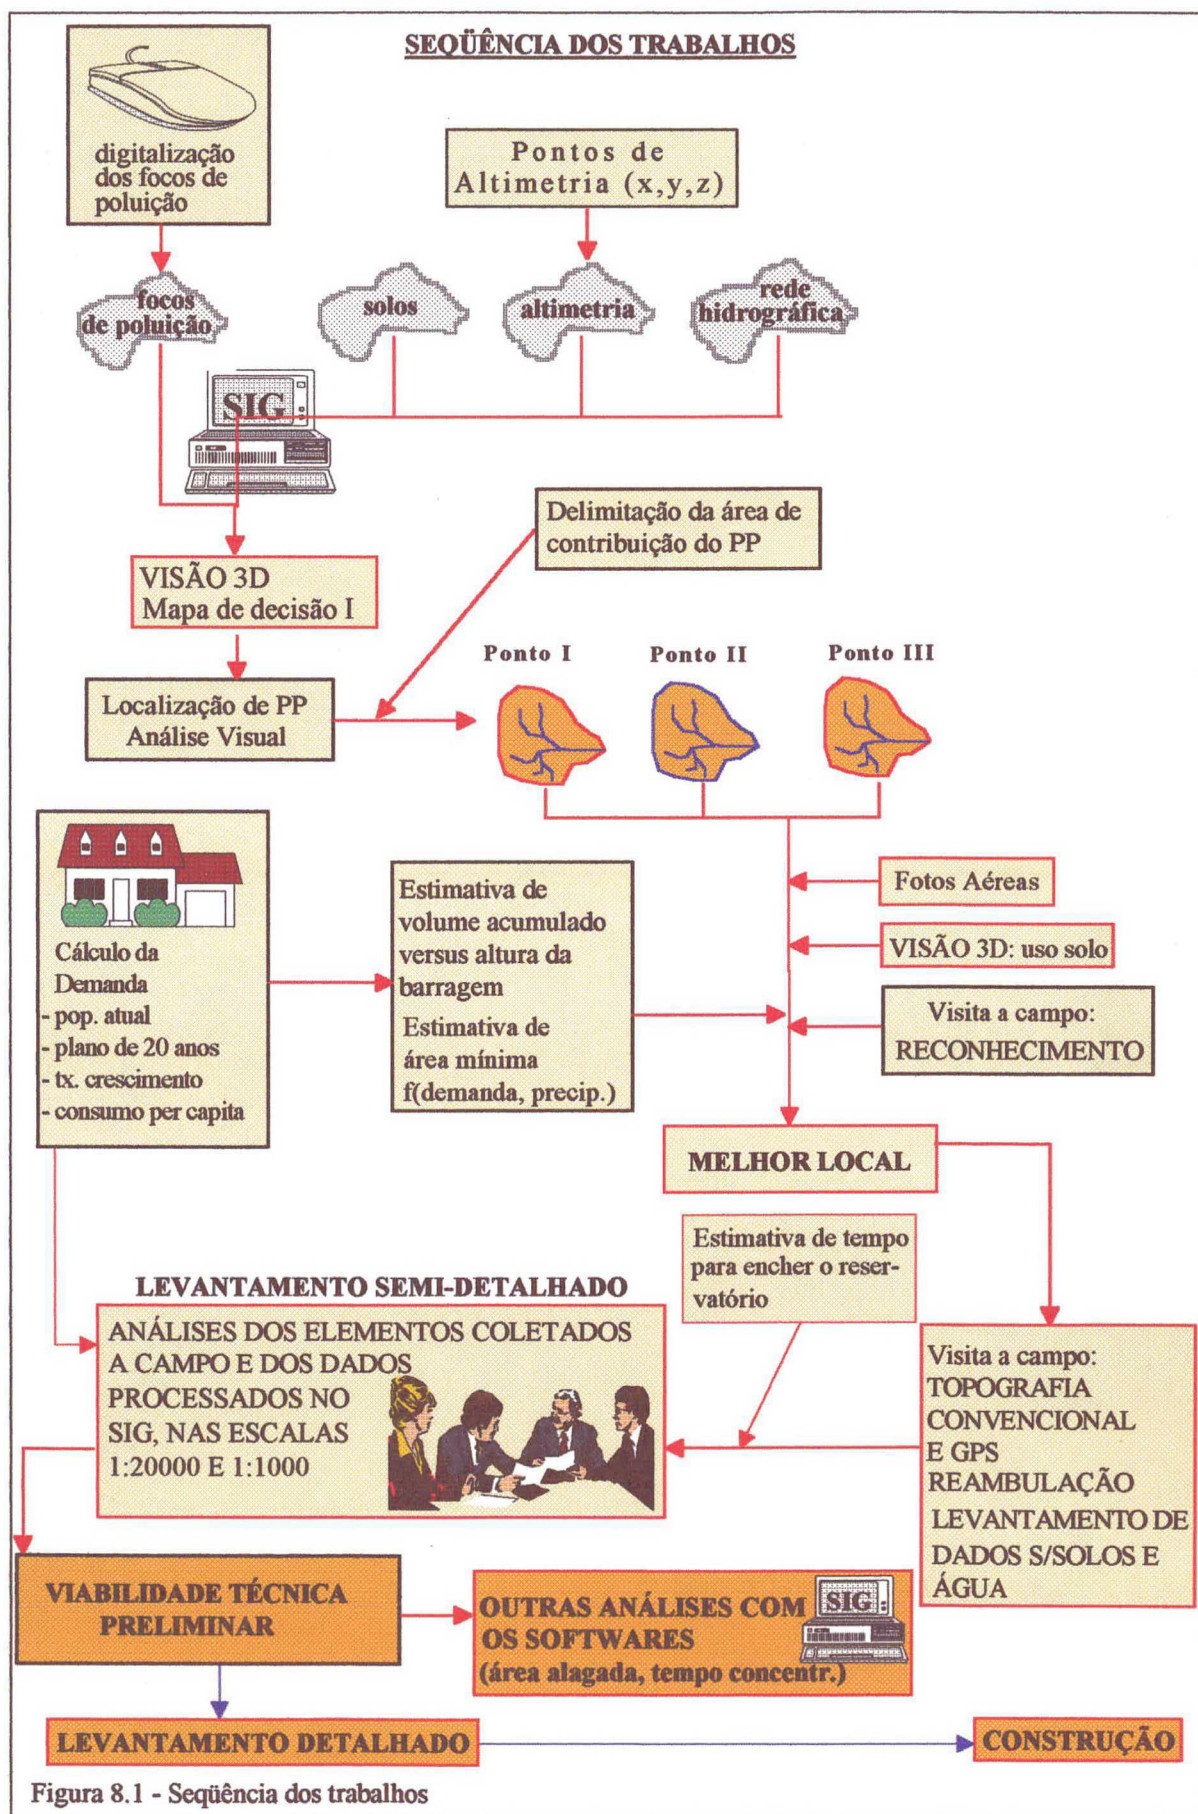 SEQÜÊNCIA DOS TRABALHOS
digitalização
dos focos de
poluição
Pontos de
Altimetria (x,y,z)
focos
de poluição
solos
altimetria
rede
hidrográfica
SIG
Delimitação da área de
contribuição do PP
VISÃO 3D
Mapa de decisão I
Localização de PP
Análise Visual
Ponto I
Ponto II
Ponto III
Cálculo da
Demanda
- pop. atual
- plano de 20 anos
- tx. crescimento
- consumo per capita
Estimativa de
volume acumulado
versus altura da
barragem
Estimativa de
área mínima
f(demanda, precip.)
Fotos Aéreas
VISÃO 3D: uso solo
Visita a campo:
RECONHECIMENTO
MELHOR LOCAL
Estimativa de tempo
para encher o reser-
vatório
LEVANTAMENTO SEMI-DETALHADO
ANÁLISES DOS ELEMENTOS COLETADOS
A CAMPO E DOS DADOS
PROCESSADOS NO
SIG, NAS ESCALAS
1:20000 E 1:1000
Visita a campo:
TOPOGRAFIA
CONVENCIONAL
E GPS
REAMBULAÇÃO
LEVANTAMENTO DE
DADOS S/SOLOS E
ÁGUA
VIABILIDADE TÉCNICA
PRELIMINAR
OUTRAS ANÁLISES COM
OS SOFTWARES
(área alagada, tempo concentr.)
SIG
LEVANTAMENTO DETALHADO
CONSTRUÇÃO
Figura 8.1 - Seqüência dos trabalhos